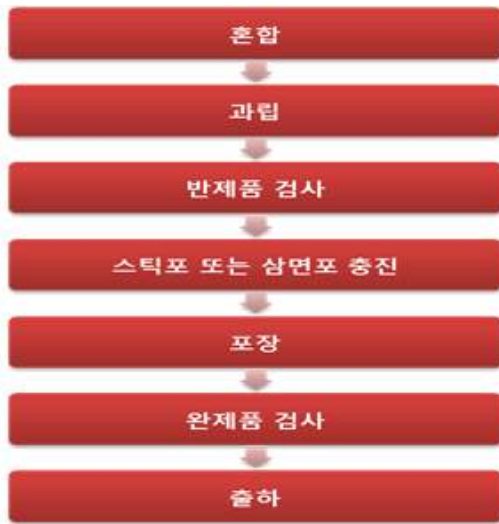 혼합
과립
반제품 검사
스틱포 또는 삼면포 충진
포장
완제품 검사
출하